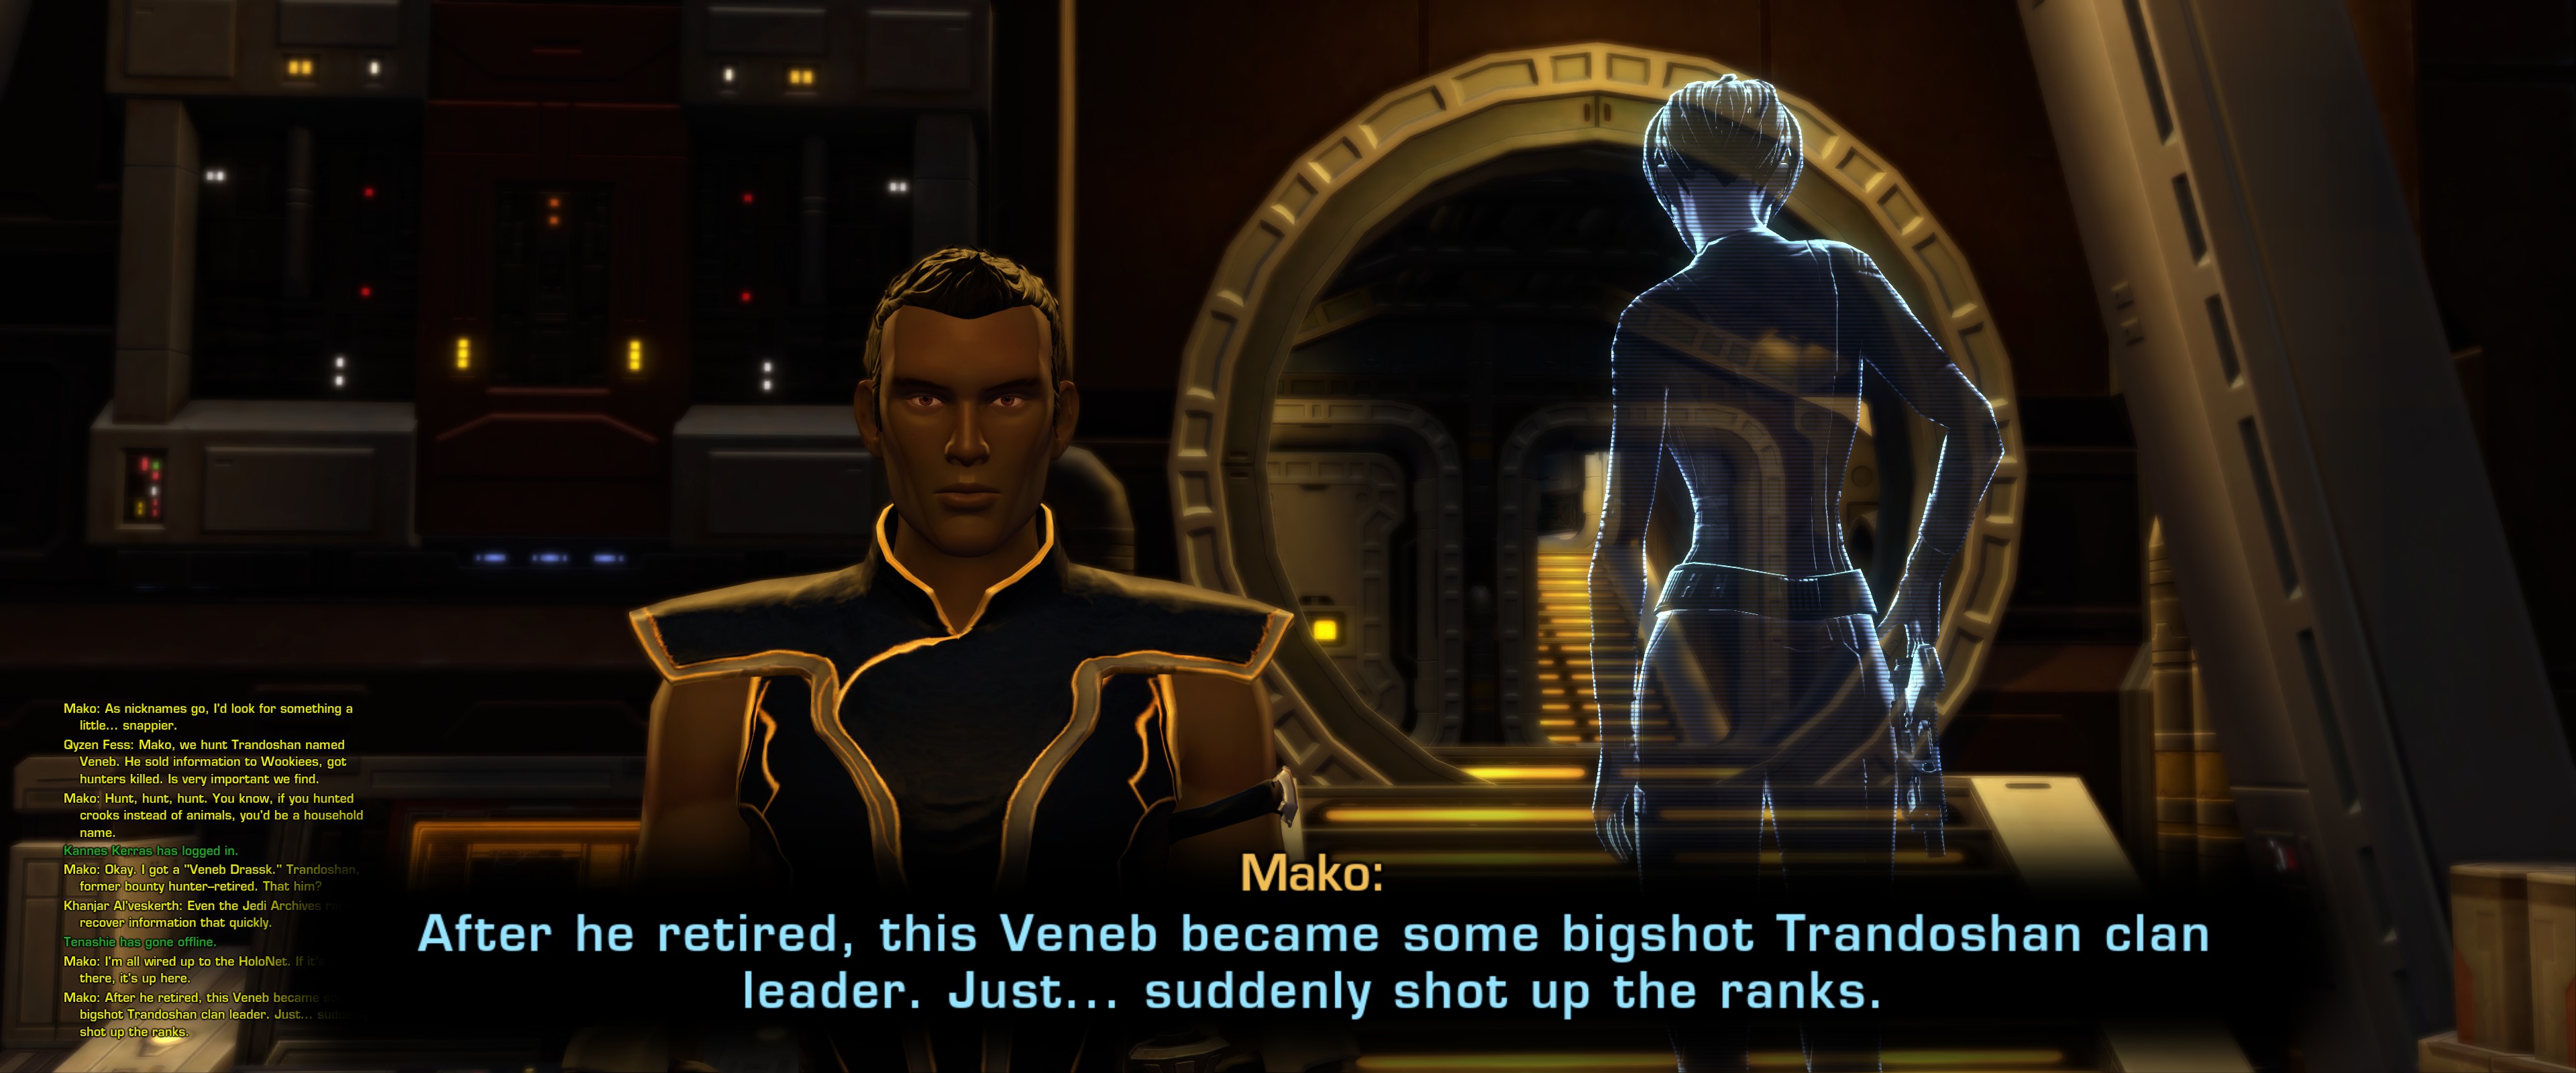 Mako: As nicknames go, I'd look for something a
little... snappier.
Qyzen Fess: Mako, we hunt Trandoshan named
Veneb. He sold information to Wookiees, got
hunters killed. Is very important we find.
Mako: Hunt, hunt, hunt. You know, if you hunted
crooks instead of animals, you'd be a household
name.
Kannes Kerras has logged in.
Mako: Okay. I got a "Veneb Drassk." Trandoshan,
former bounty hunter–retired. That him?
Khanjar Al'veskerth: Even the Jedi Archives
recover information that quickly.
Tenashie has gone offline.
Mako: I'm all wired up to the HoloNet. If it's
there, it's up here.
Mako: After he retired, this Veneb became
bigshot Trandoshan clan leader. Just...
shot up the ranks.
Mako:
After he retired, this Veneb became some bigshot Trandoshan clan
leader. Just... suddenly shot up the ranks.